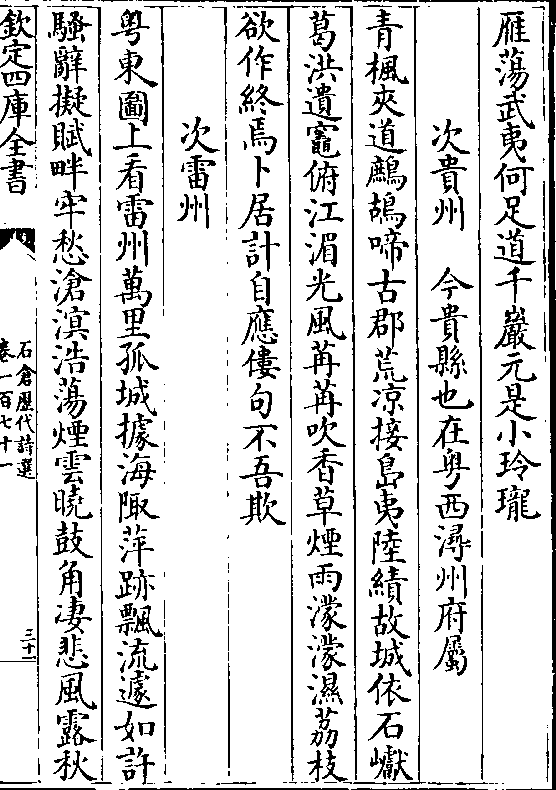 雁蕩武夷何足道千巖元是小玲瓏
次貴州　今貴縣也在粤西潯州府屬
青楓夾道鷓鴣啼古郡荒凉接島夷陸績故城依石巘
葛洪遺竈俯江湄光風苒苒吹香草煙雨濛濛濕荔枝
欲作終焉卜居計自應僂句不吾欺
次雷州
粤東圖上看雷州萬里孤城據海陬萍跡飄流遽如許
騷辭擬賦畔牢愁滄溟浩蕩煙雲曉鼓角凄悲風露秋
欽定四庫全書
石倉歷代詩選
卷一百七十一
三十一